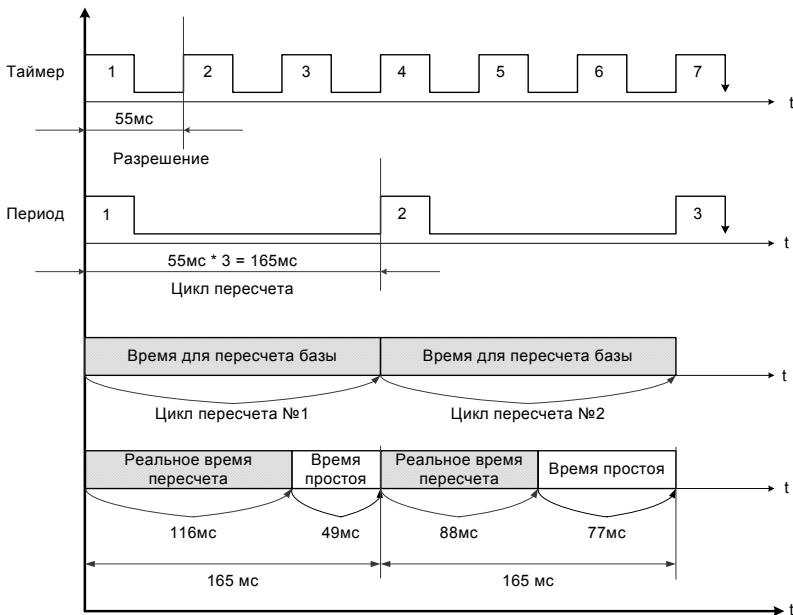 Таймер
1 2 3 4 5 6 7
t
55мс
Разрешение
Период
1 2 3
t
55мс * 3 = 165мс
Цикл пересчета
Время для пересчета базы Время для пересчета базы
t
Цикл пересчета №1 Цикл пересчета №2
Реальное время Время Реальное время Время простоя
пересчета простоя пересчета
t
116мс 49мс 88мс 77мс
165 мс 165 мс
t